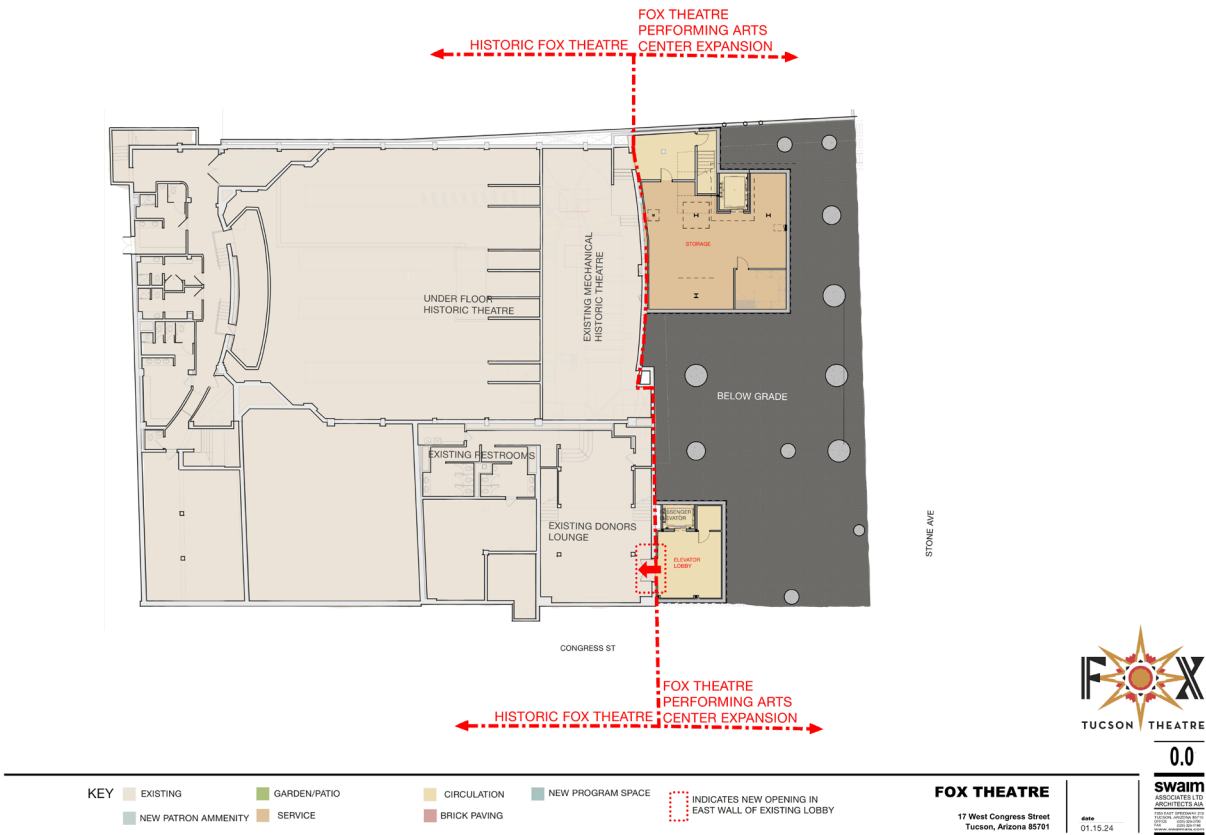 FOX THEATRE
PERFORMING ARTS
HISTORIC FOX THEATRE CENTER EXPANSION
EXISTING MECHANICAL
HISTORIC THEATRE
STORAGE
UNDER FLOOR
HISTORIC THEATRE
BELOW GRADE
EXISTING RESTROOMS
EXISTING DONORS
LOUNGE
ELEVATOR
LOBBY
STONE AVE
CONGRESS ST
FOX THEATRE
PERFORMING ARTS
HISTORIC FOX THEATRE CENTER EXPANSION
FOX
TUCSON THEATRE
0.0
swaim
ASSOCIATES LTD
ARCHITECTS AIA
www.swaimaia.com
KEY
EXISTING
GARDEN/PATIO
CIRCULATION
NEW PROGRAM SPACE
INDICATES NEW OPENING IN
EAST WALL OF EXISTING LOBBY
NEW PATRON AMMENITY
SERVICE
BRICK PAVING
FOX THEATRE
17 West Congress Street
Tucson, Arizona 85701
date
01.15.24